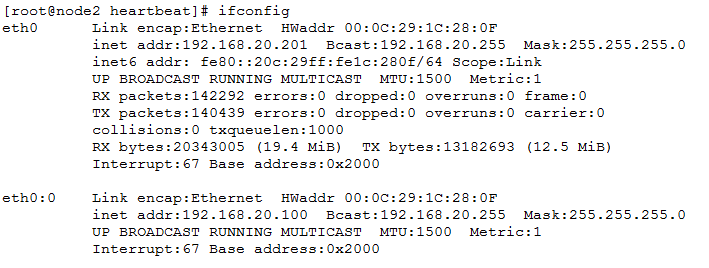 [root@node2 heartbeat]# ifconfig
eth0      Link encap:Ethernet  HWaddr 00:0C:29:1C:28:0F
          inet addr:192.168.20.201  Bcast:192.168.20.255  Mask:255.255.255.0
          inet6 addr: fe80::20c:29ff:fe1c:280f/64 Scope:Link
          UP BROADCAST RUNNING MULTICAST  MTU:1500  Metric:1
          RX packets:142292 errors:0 dropped:0 overruns:0 frame:0
          TX packets:140439 errors:0 dropped:0 overruns:0 carrier:0
          collisions:0 txqueuelen:1000
          RX bytes:20343005 (19.4 MiB)  TX bytes:13182693 (12.5 MiB)
          Interrupt:67 Base address:0x2000
eth0:0    Link encap:Ethernet  HWaddr 00:0C:29:1C:28:0F
          inet addr:192.168.20.100  Bcast:192.168.20.255  Mask:255.255.255.0
          UP BROADCAST RUNNING MULTICAST  MTU:1500  Metric:1
          Interrupt:67 Base address:0x2000